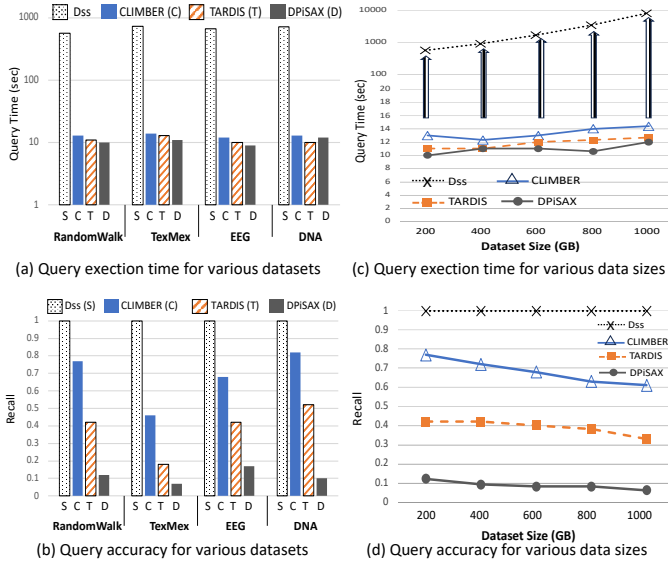 Dss CLIMBER (C) TARDIS (T) DPiSAX (D)
1000
100
10
1
Query Time (sec)
S C T D S C T D S C T D S C T D
RandomWalk TexMex EEG DNA
(a) Query exection time for various datasets
10000
1000
100
20
18
16
14
12
10
8
6
4
2
0
Query Time (sec)
Dss CLIMBER
TARDIS DPiSAX
200 400 600 800 1000
Dataset Size (GB)
(c) Query exection time for various data sizes
Dss (S) CLIMBER (C) TARDIS (T) DPiSAX (D)
1
0.9
0.8
0.7
0.6
0.5
0.4
0.3
0.2
0.1
0
Recall
S C T D S C T D S C T D S C T D
RandomWalk TexMex EEG DNA
(b) Query accuracy for various datasets
1
0.9
0.8
0.7
0.6
0.5
0.4
0.3
0.2
0.1
0
Recall
Dss
CLIMBER
TARDIS
DPiSAX
200 400 600 800 1000
Dataset Size (GB)
(d) Query accuracy for various data sizes